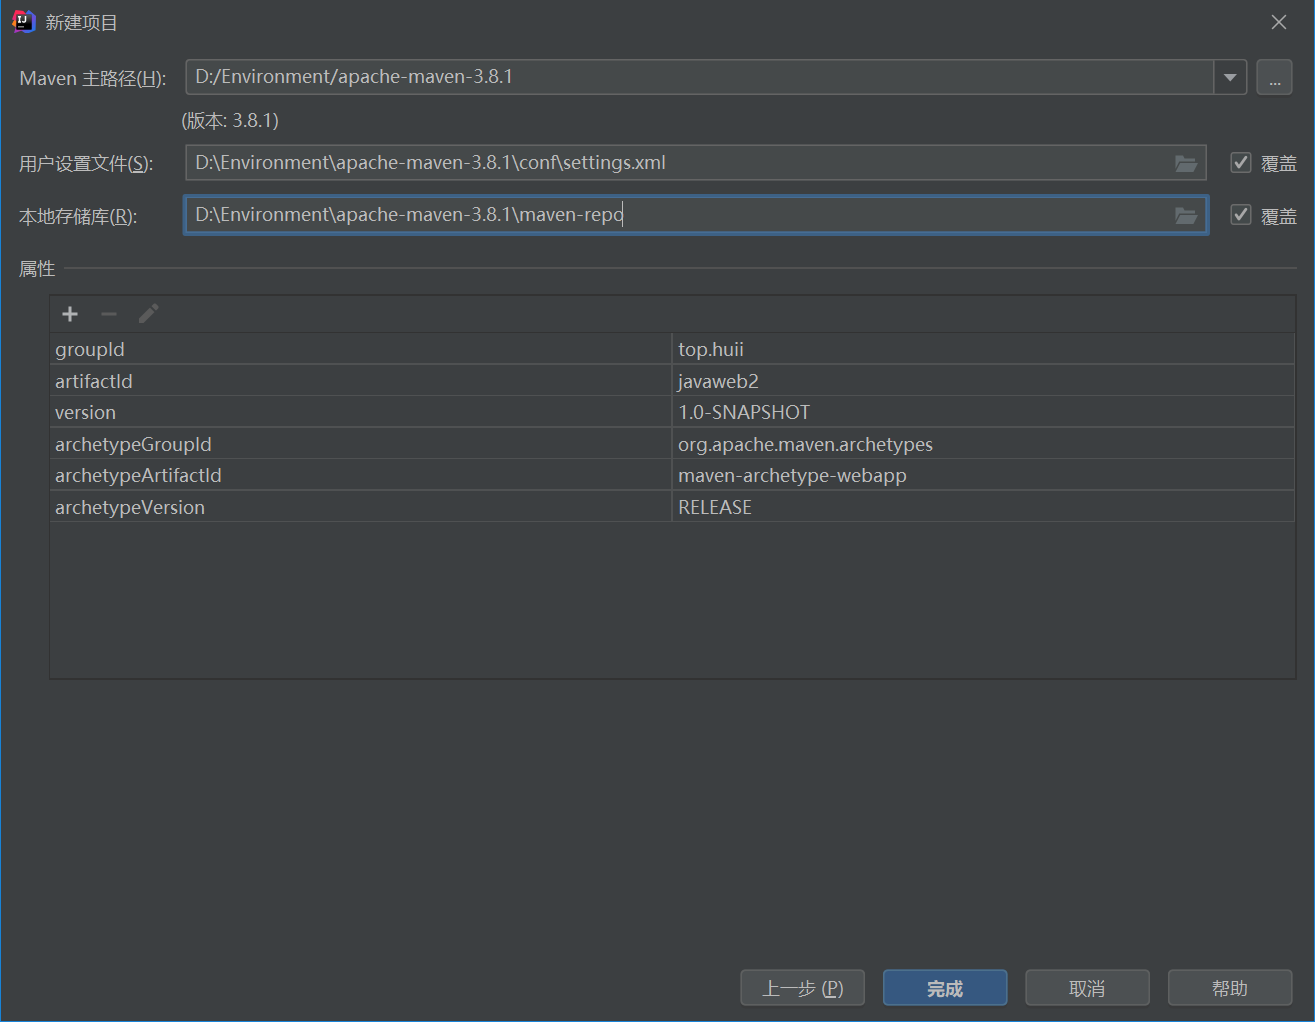 新建项目
Maven 主路径(H): D:/Environment/apache-maven-3.8.1 ...
(版本: 3.8.1)
用户设置文件(S): D:\Environment\apache-maven-3.8.1\conf\settings.xml 覆盖
本地存储库(R): D:\Environment\apache-maven-3.8.1\maven-repo 覆盖
属性
groupId top.huii
artifactId javaweb2
version 1.0-SNAPSHOT
archetypeGroupId org.apache.maven.archetypes
archetypeArtifactId maven-archetype-webapp
archetypeVersion RELEASE
上一步 (P) 完成 取消 帮助